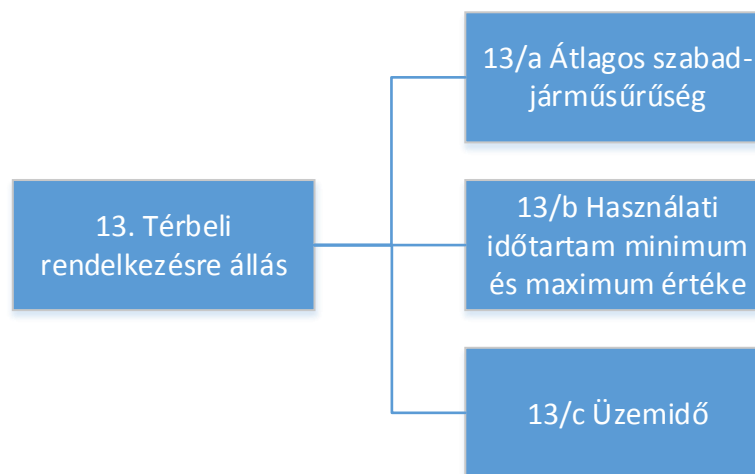 13/a Átlagos szabad-
járműsűrűség
13. Térbeli
rendelkezésre állás
13/b Használati
időtartam minimum
és maximum értéke
13/c Üzemidő